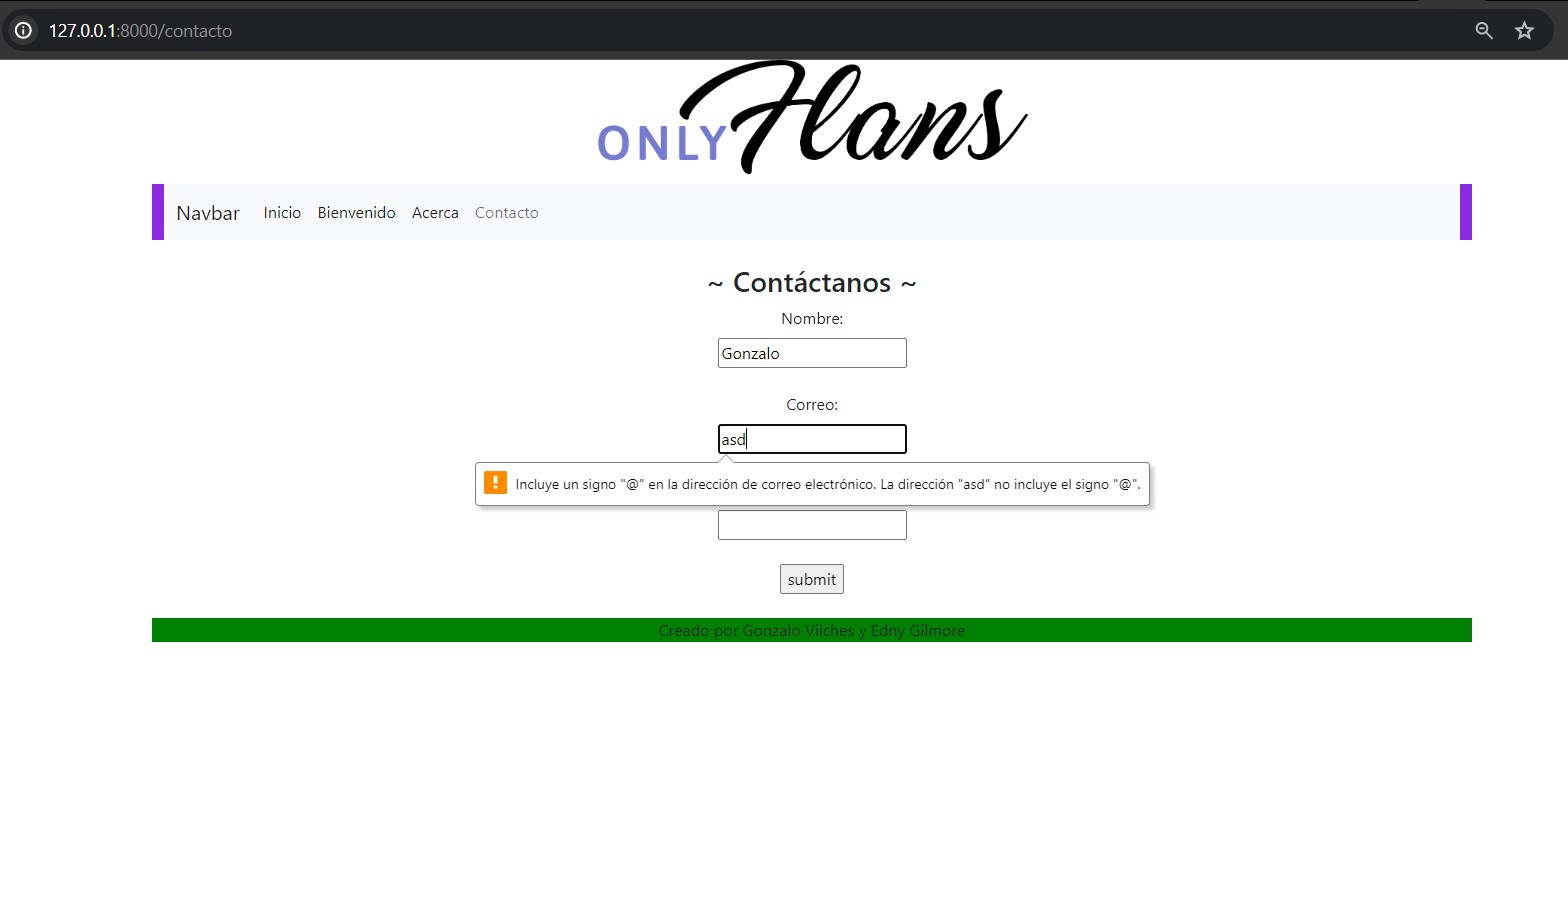 127.0.0.1:8000/contacto
ONLY Flans
Navbar Inicio Bienvenido Acerca Contacto
~ Contáctanos ~
Nombre:
Gonzalo
Correo:
asd
Incluye un signo "@" en la dirección de correo electrónico. La dirección "asd" no incluye el signo "@".
submit
Creado por Gonzalo Vilches y Edny Gilmore